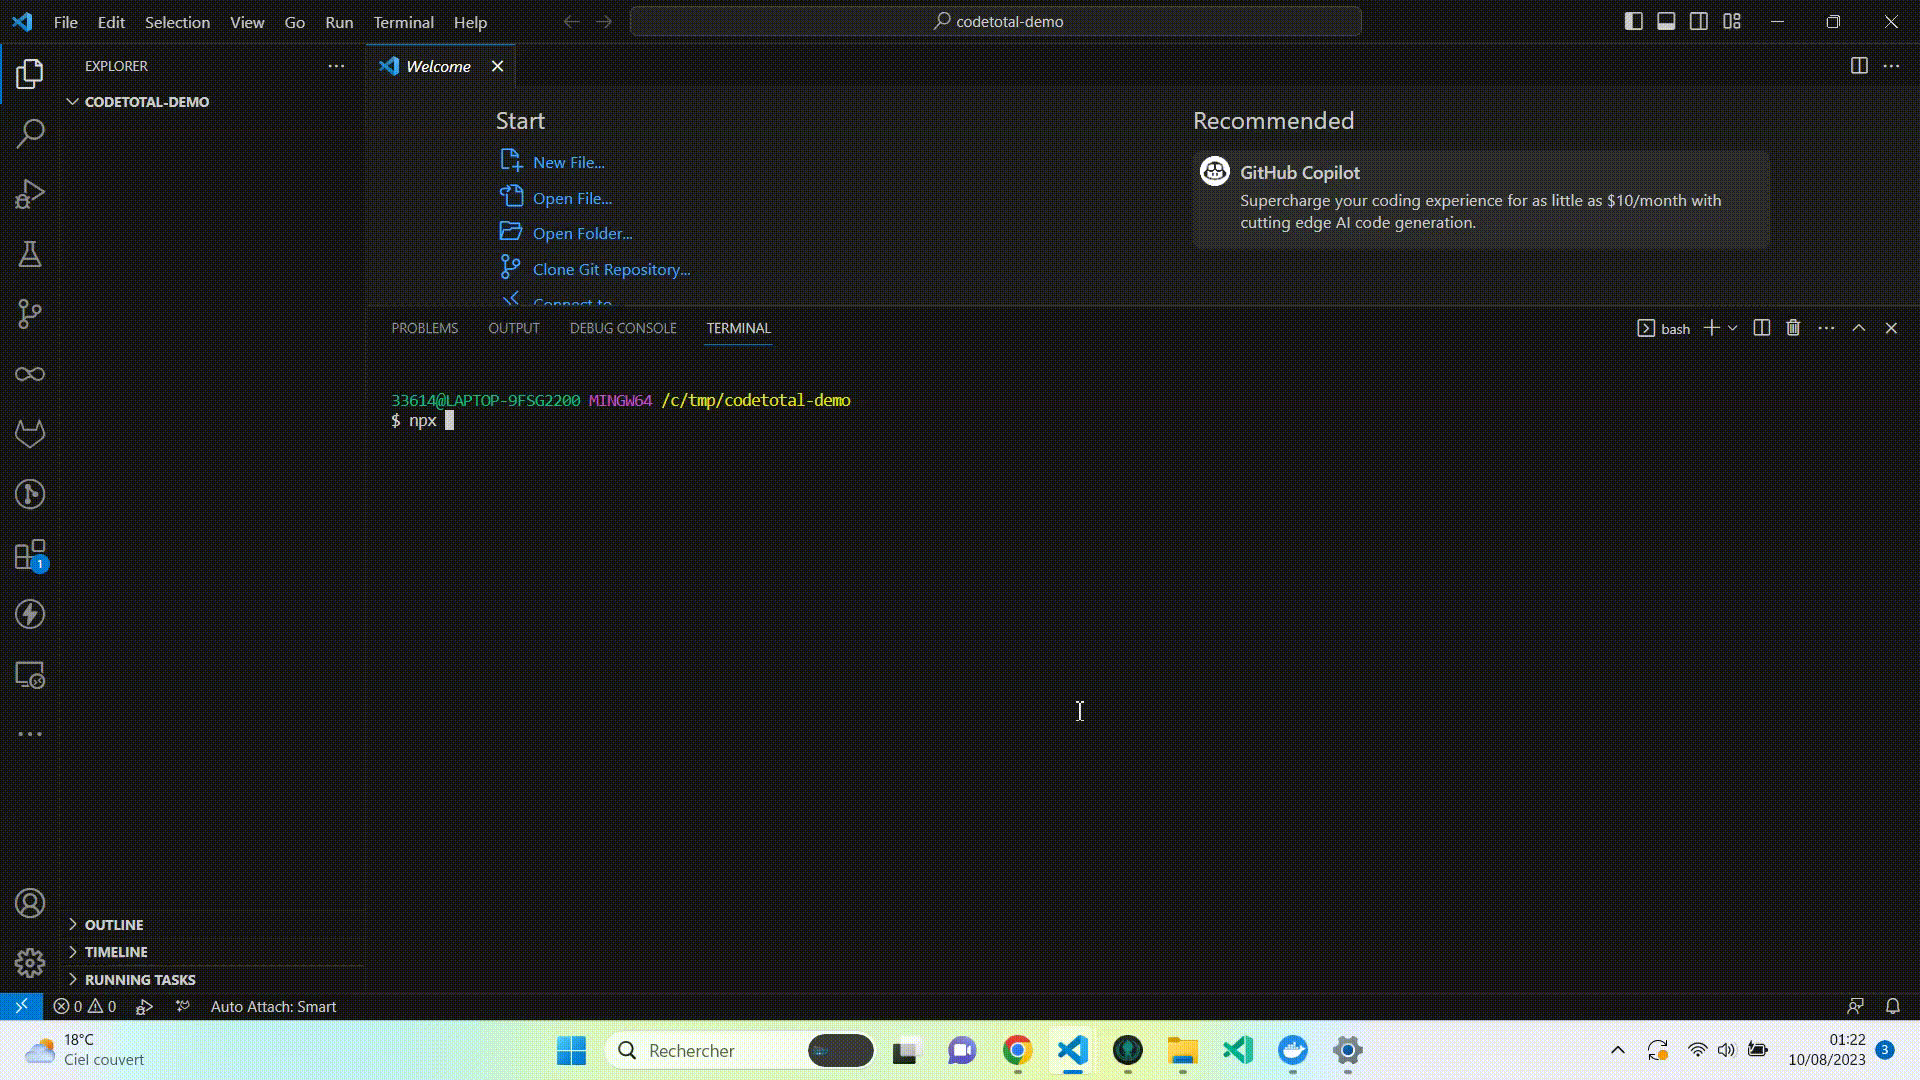 File Edit Selection View Go Run Terminal Help
codetotal-demo
EXPLORER
Welcome
CODETOTAL-DEMO
Start
New File...
Open File...
Open Folder...
Clone Git Repository...
Connect to
Recommended
GitHub Copilot
Supercharge your coding experience for as little as $10/month with
cutting edge AI code generation.
PROBLEMS OUTPUT DEBUG CONSOLE TERMINAL
bash
33614@LAPTOP-9FSG2200 MINGW64 /c/tmp/codetotal-demo
$ npx
1
OUTLINE
TIMELINE
RUNNING TASKS
0 0 Auto Attach: Smart
18°C
Ciel couvert
Rechercher
01:22
10/08/2023
3